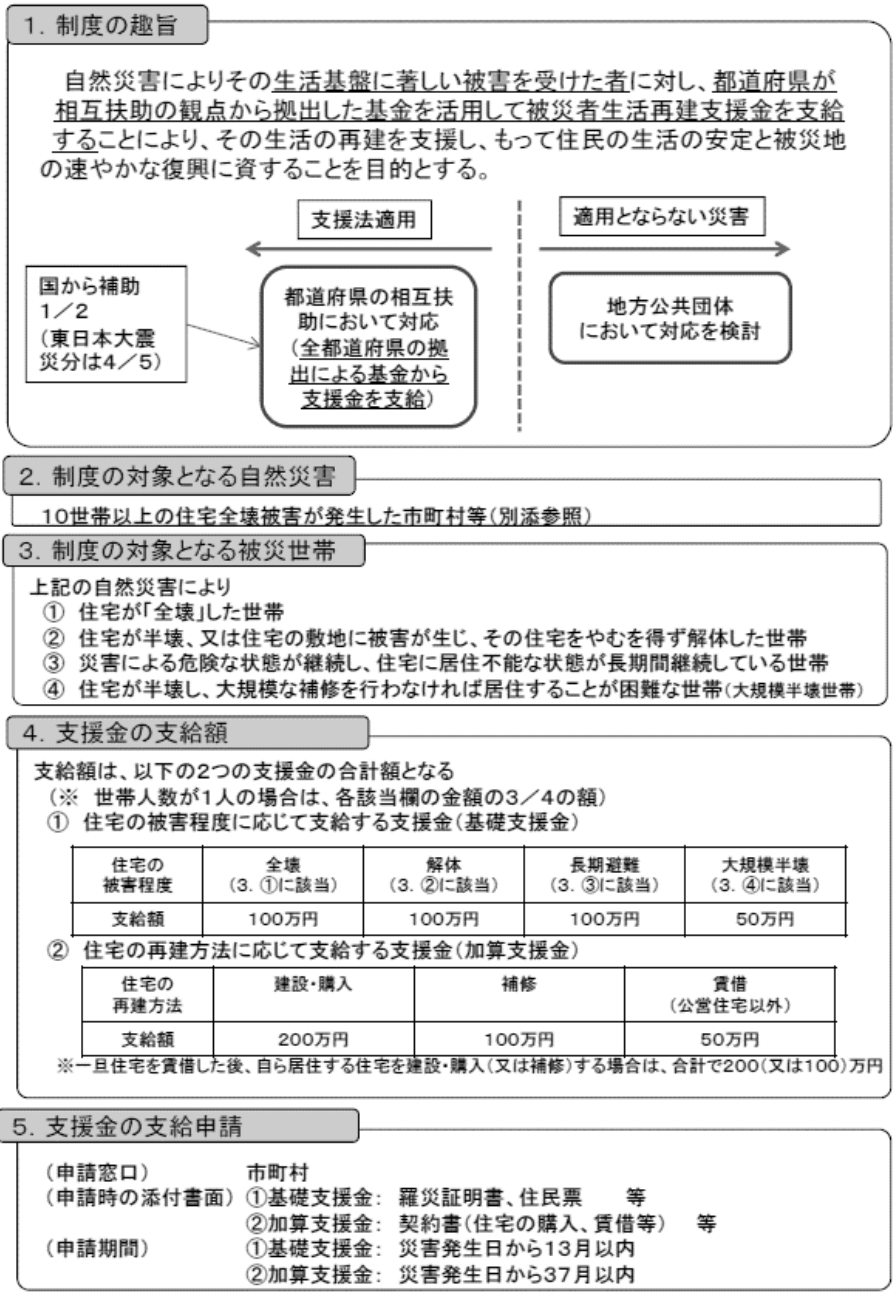 1．制度の趣旨
自然災害によりその生活基盤に著しい被害を受けた者に対し、都道府県が
相互扶助の観点から拠出した基金を活用して被災者生活再建支援金を支給
することにより、その生活の再建を支援し、もって住民の生活の安定と被災地
の速やかな復興に資することを目的とする。
支援法適用
適用とならない災害
国から補助
1／2
（東日本大震
災分は4／5）
都道府県の相互扶
助において対応
（全都道府県の拠
出による基金から
支援金を支給）
地方公共団体
において対応を検討
2．制度の対象となる自然災害
10世帯以上の住宅全壊被害が発生した市町村等（別添参照）
3．制度の対象となる被災世帯
上記の自然災害により
① 住宅が「全壊」した世帯
② 住宅が半壊、又は住宅の敷地に被害が生じ、その住宅をやむを得ず解体した世帯
③ 災害による危険な状態が継続し、住宅に居住不能な状態が長期間継続している世帯
④ 住宅が半壊し、大規模な補修を行わなければ居住することが困難な世帯（大規模半壊世帯）
4．支援金の支給額
支給額は、以下の2つの支援金の合計額となる
（※ 世帯人数が1人の場合は、各該当欄の金額の3／4の額）
① 住宅の被害程度に応じて支給する支援金（基礎支援金）
住宅の
被害程度
全壊
（3．①に該当）
解体
（3．②に該当）
長期避難
（3．③に該当）
大規模半壊
（3．④に該当）
支給額 100万円 100万円 100万円 50万円
② 住宅の再建方法に応じて支給する支援金（加算支援金）
住宅の
再建方法
建設・購入
補修
賃借
（公営住宅以外）
支給額 200万円 100万円 50万円
※一旦住宅を賃借した後、自ら居住する住宅を建設・購入（又は補修）する場合は、合計で200（又は100）万円
5．支援金の支給申請
（申請窓口） 市町村
（申請時の添付書面） ①基礎支援金： 罹災証明書、住民票 等
②加算支援金： 契約書（住宅の購入、賃借等） 等
（申請期間） ①基礎支援金： 災害発生日から13月以内
②加算支援金： 災害発生日から37月以内